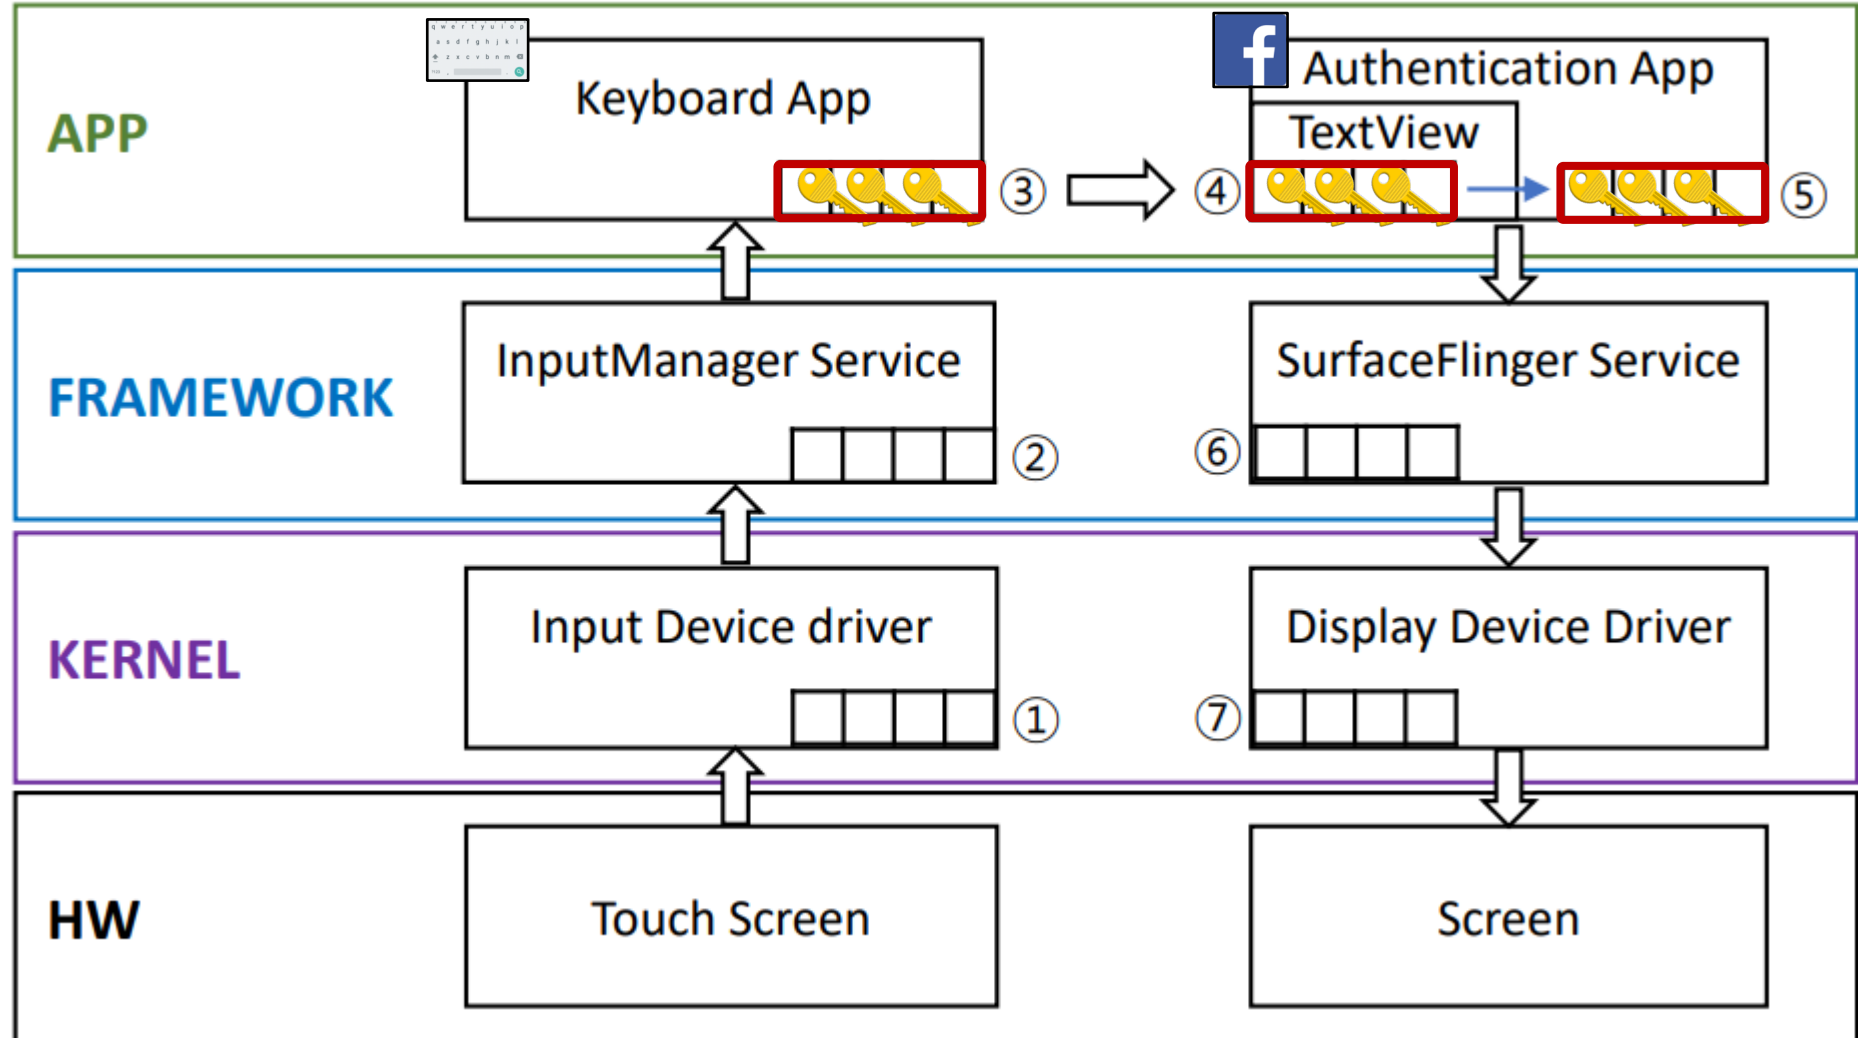 APP
q w e r t y u i o p
a s d f g h j k l
z x c v b n m
Keyboard App
③
f
Authentication App
TextView
④
⑤
FRAMEWORK
InputManager Service
②
SurfaceFlinger Service
⑥
KERNEL
Input Device driver
①
Display Device Driver
⑦
HW
Touch Screen
Screen